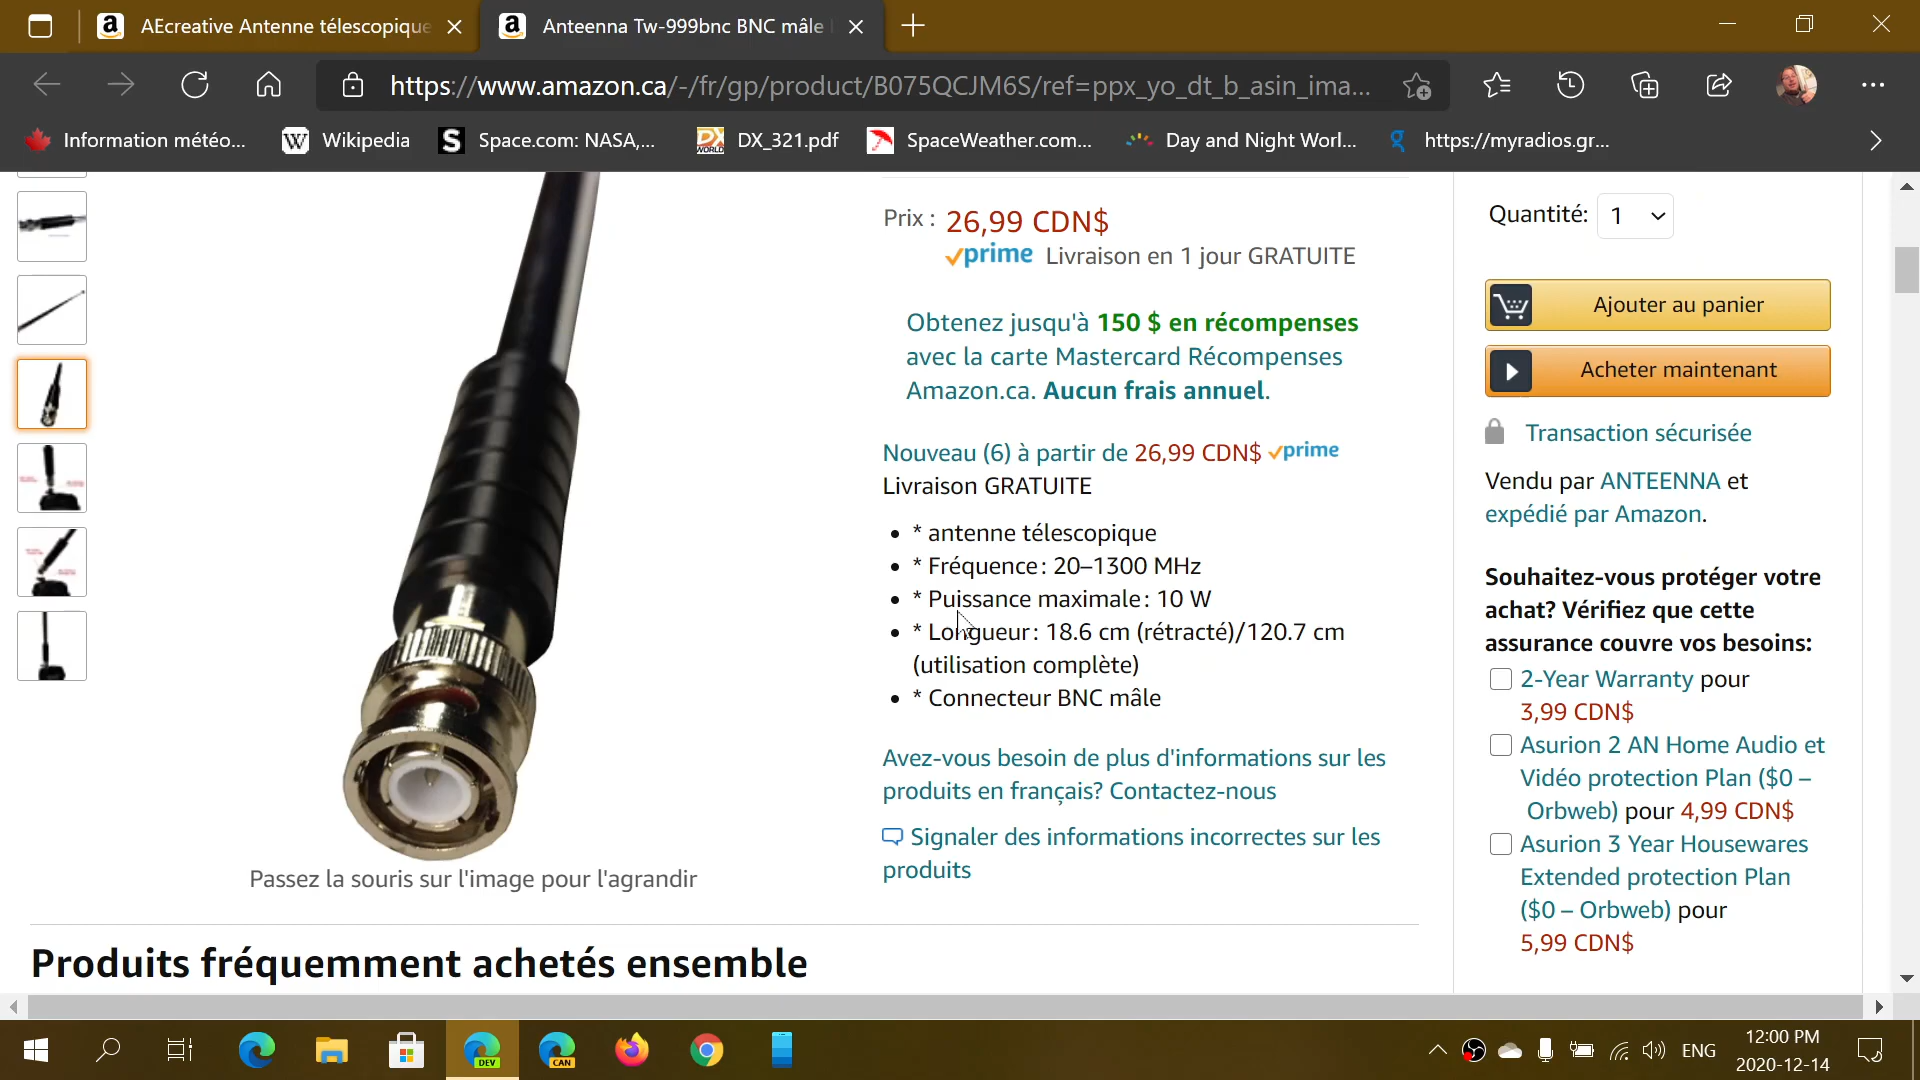 AEcreative Antenne télescopique
Anteenna Tw-999bnc BNC mâle
https://www.amazon.ca/-/fr/gp/product/B075QCJM6S/ref=ppx_yo_dt_b_asin_ima...
Information météo...
Wikipedia
Space.com: NASA,...
DX_321.pdf
SpaceWeather.com...
Day and Night Worl...
https://myradios.gr...
Prix : 26,99 CDN$
prime Livraison en 1 jour GRATUITE
Obtenez jusqu'à 150 $ en récompenses
avec la carte Mastercard Récompenses
Amazon.ca. Aucun frais annuel.
Nouveau (6) à partir de 26,99 CDN$ prime
Livraison GRATUITE
* antenne télescopique
* Fréquence : 20–1300 MHz
* Puissance maximale : 10 W
* Longueur : 18.6 cm (rétracté)/120.7 cm
(utilisation complète)
* Connecteur BNC mâle
Avez-vous besoin de plus d'informations sur les
produits en français? Contactez-nous
Signaler des informations incorrectes sur les
produits
Passez la souris sur l'image pour l'agrandir
Produits fréquemment achetés ensemble
Quantité: 1
Ajouter au panier
Acheter maintenant
Transaction sécurisée
Vendu par ANTEENNA et
expédié par Amazon.
Souhaitez-vous protéger votre
achat? Vérifiez que cette
assurance couvre vos besoins:
2-Year Warranty pour
3,99 CDN$
Asurion 2 AN Home Audio et
Vidéo protection Plan ($0 –
Orbweb) pour 4,99 CDN$
Asurion 3 Year Housewares
Extended protection Plan
($0 – Orbweb) pour
5,99 CDN$
DEV
CAN
ENG
12:00 PM
2020-12-14